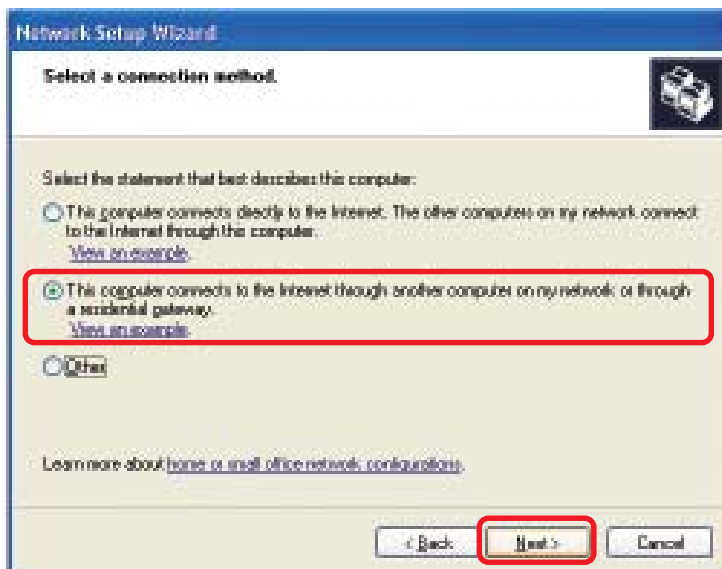 Network Setup Wizard
Select a connection method.
Select the statement that best describes this computer:
This computer connects directly to the Internet. The other computers on my network connect
to the Internet through this computer.
View an example.
This computer connects to the Internet through another computer on my network or through
a residential gateway.
View an example.
Other
Learn more about home or small office network configurations.
< Back Next > Cancel